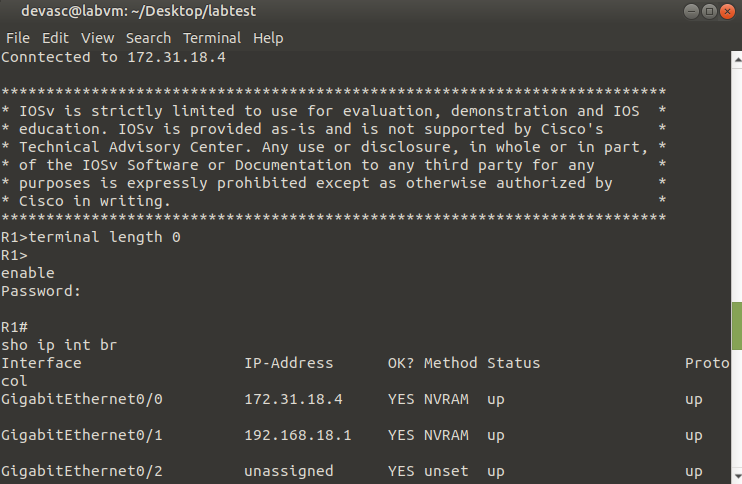 devasc@labvm: ~/Desktop/labtest
File Edit View Search Terminal Help
Conntected to 172.31.18.4
**************************************************************************
* IOSv is strictly limited to use for evaluation, demonstration and IOS  *
* education. IOSv is provided as-is and is not supported by Cisco's      *
* Technical Advisory Center. Any use or disclosure, in whole or in part, *
* of the IOSv Software or Documentation to any third party for any       *
* purposes is expressly prohibited except as otherwise authorized by     *
* Cisco in writing.                                                      *
**************************************************************************
R1>terminal length 0
R1>
enable
Password:
R1#
sho ip int br
Interface                  IP-Address      OK? Method Status                Proto
col
GigabitEthernet0/0         172.31.18.4     YES NVRAM  up                    up
GigabitEthernet0/1         192.168.18.1    YES NVRAM  up                    up
GigabitEthernet0/2         unassigned      YES unset  up                    up